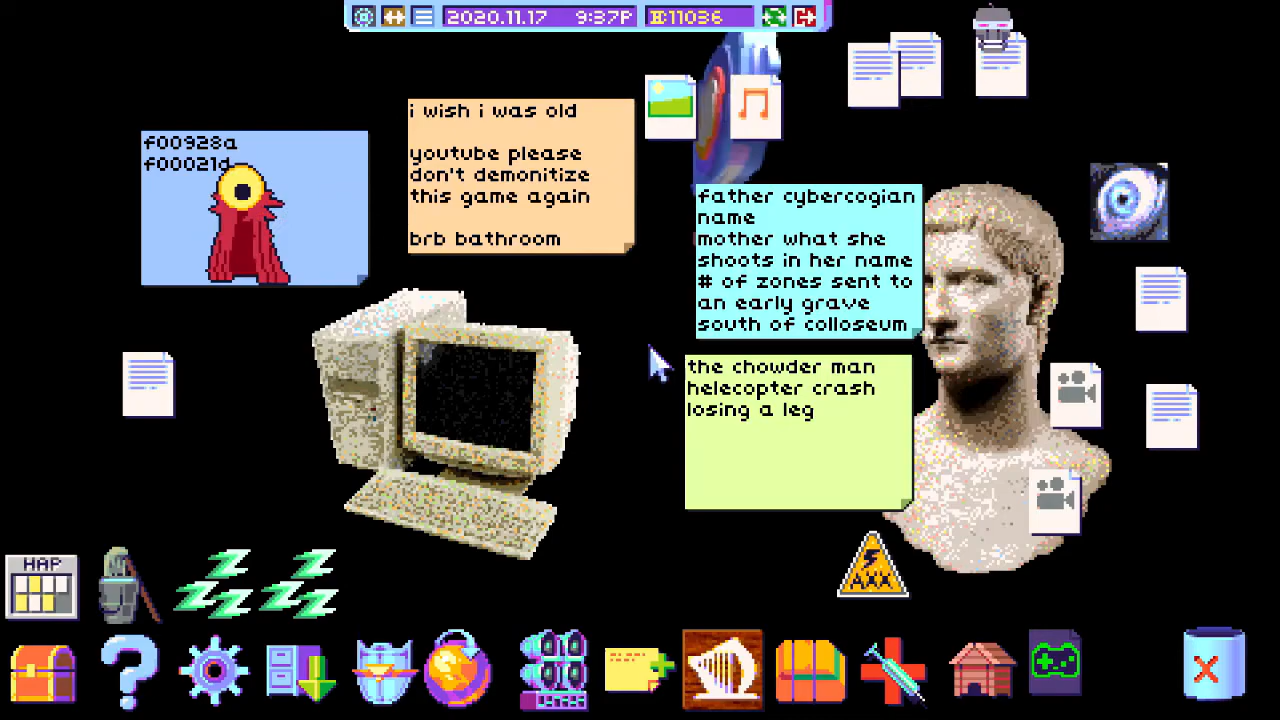 2020.11.17 9:37P 11036
f00928a
f00021d
i wish i was old
youtube please
don't demonitize
this game again
brb bathroom
father cybercogian
name
mother what she
shoots in her name
# of zones sent to
an early grave
south of colloseum
the chowder man
helecopter crash
losing a leg
HAP
AXX